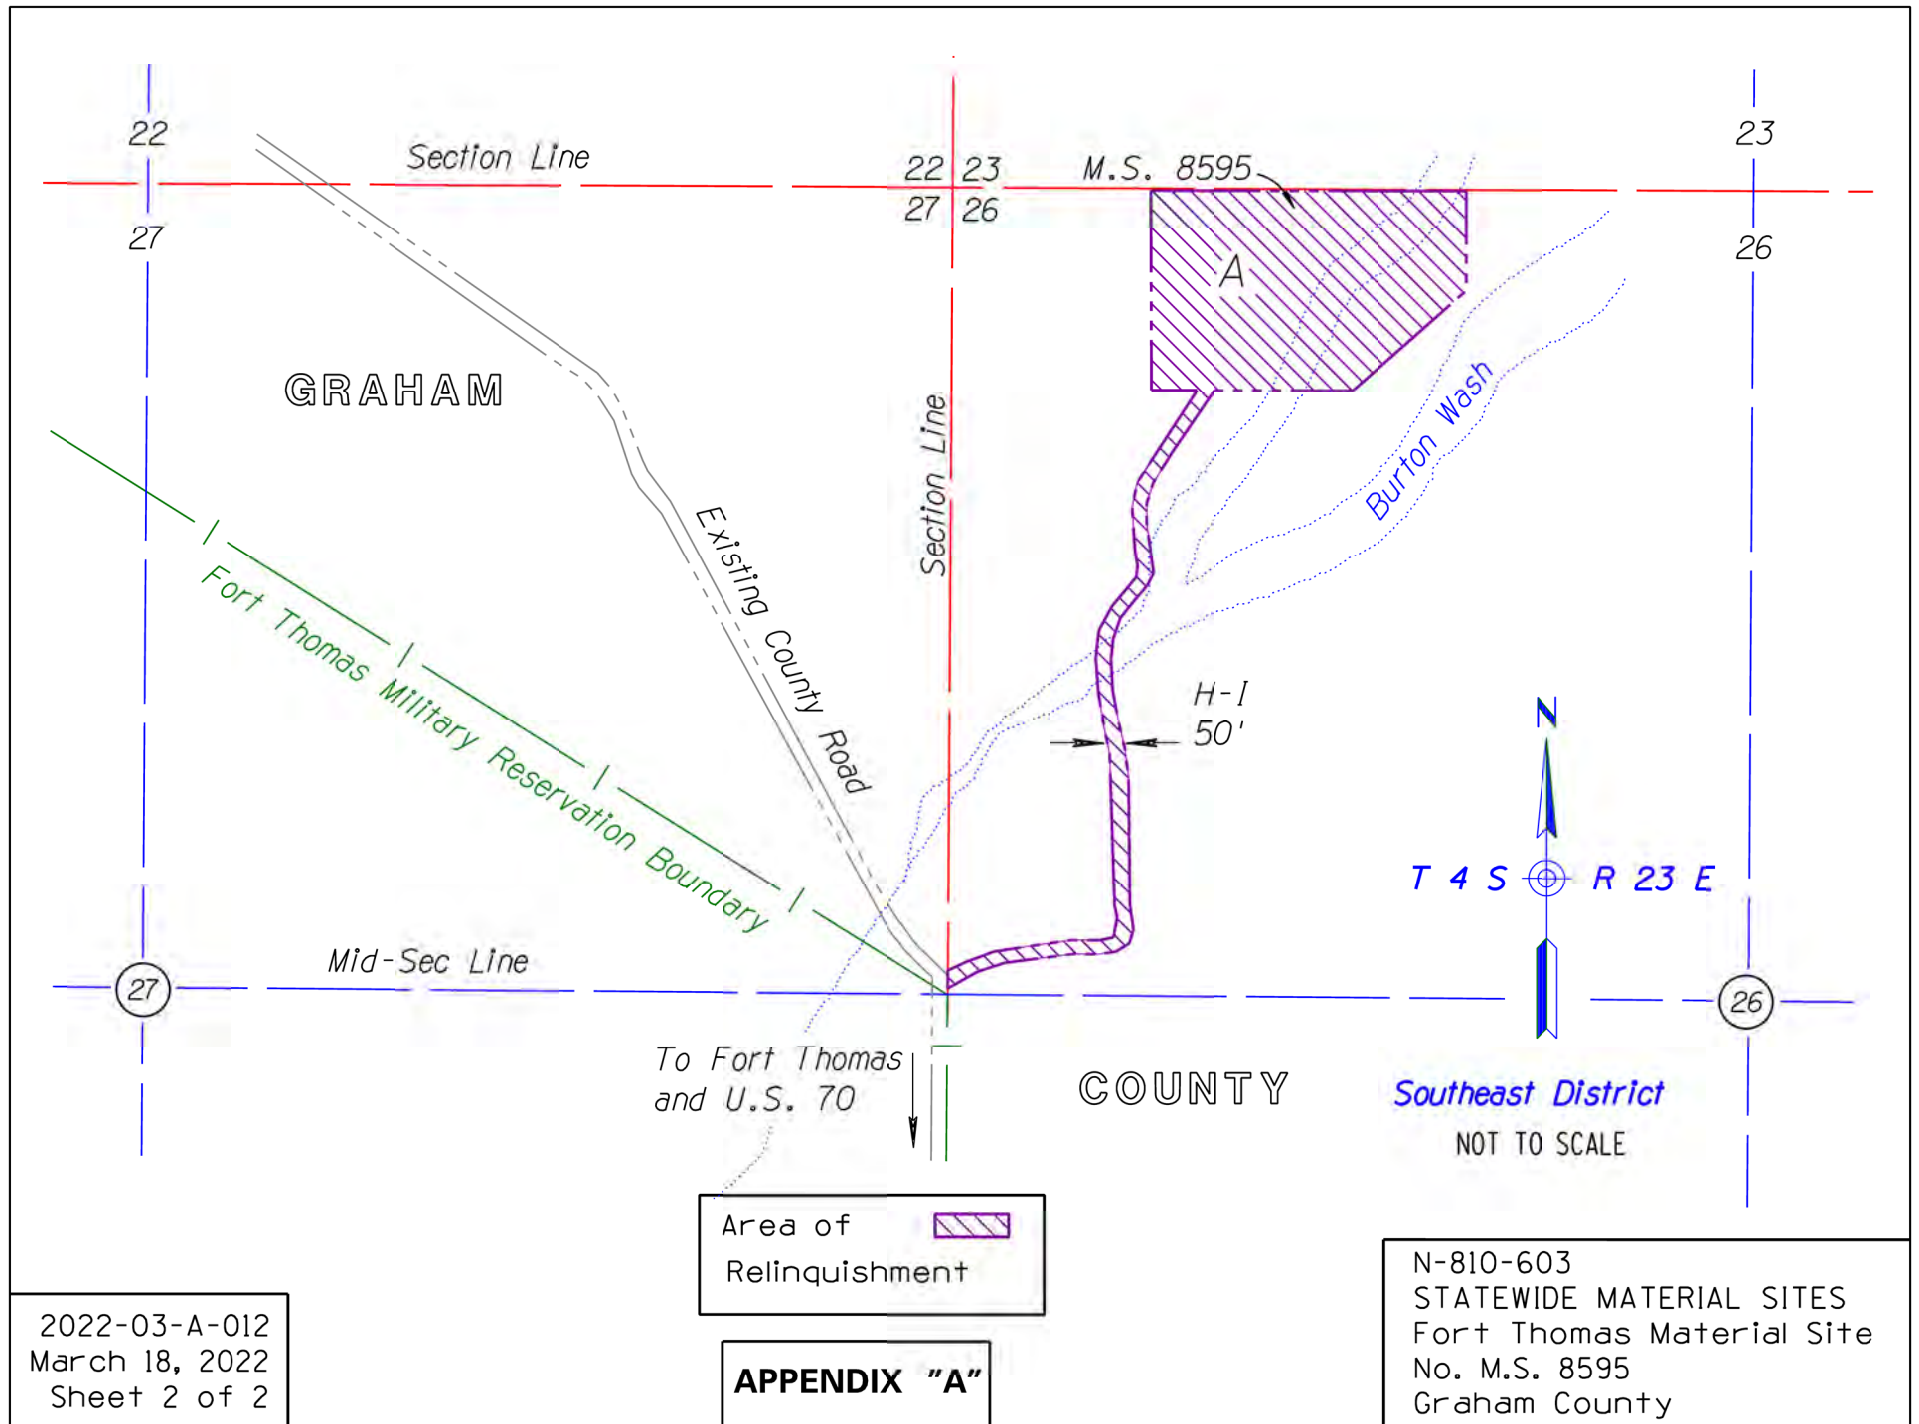 22
23
Section Line
22 23
M.S. 8595
27 26
27
26
A
GRAHAM
Section Line
Burton Wash
Existing County Road
Fort Thomas Military Reservation Boundary
H-I
50'
N
T 4 S R 23 E
Mid-Sec Line
27
26
To Fort Thomas
and U.S. 70
COUNTY
Southeast District
NOT TO SCALE
Area of
Relinquishment
2022-03-A-012
March 18, 2022
Sheet 2 of 2
APPENDIX "A"
N-810-603
STATEWIDE MATERIAL SITES
Fort Thomas Material Site
No. M.S. 8595
Graham County